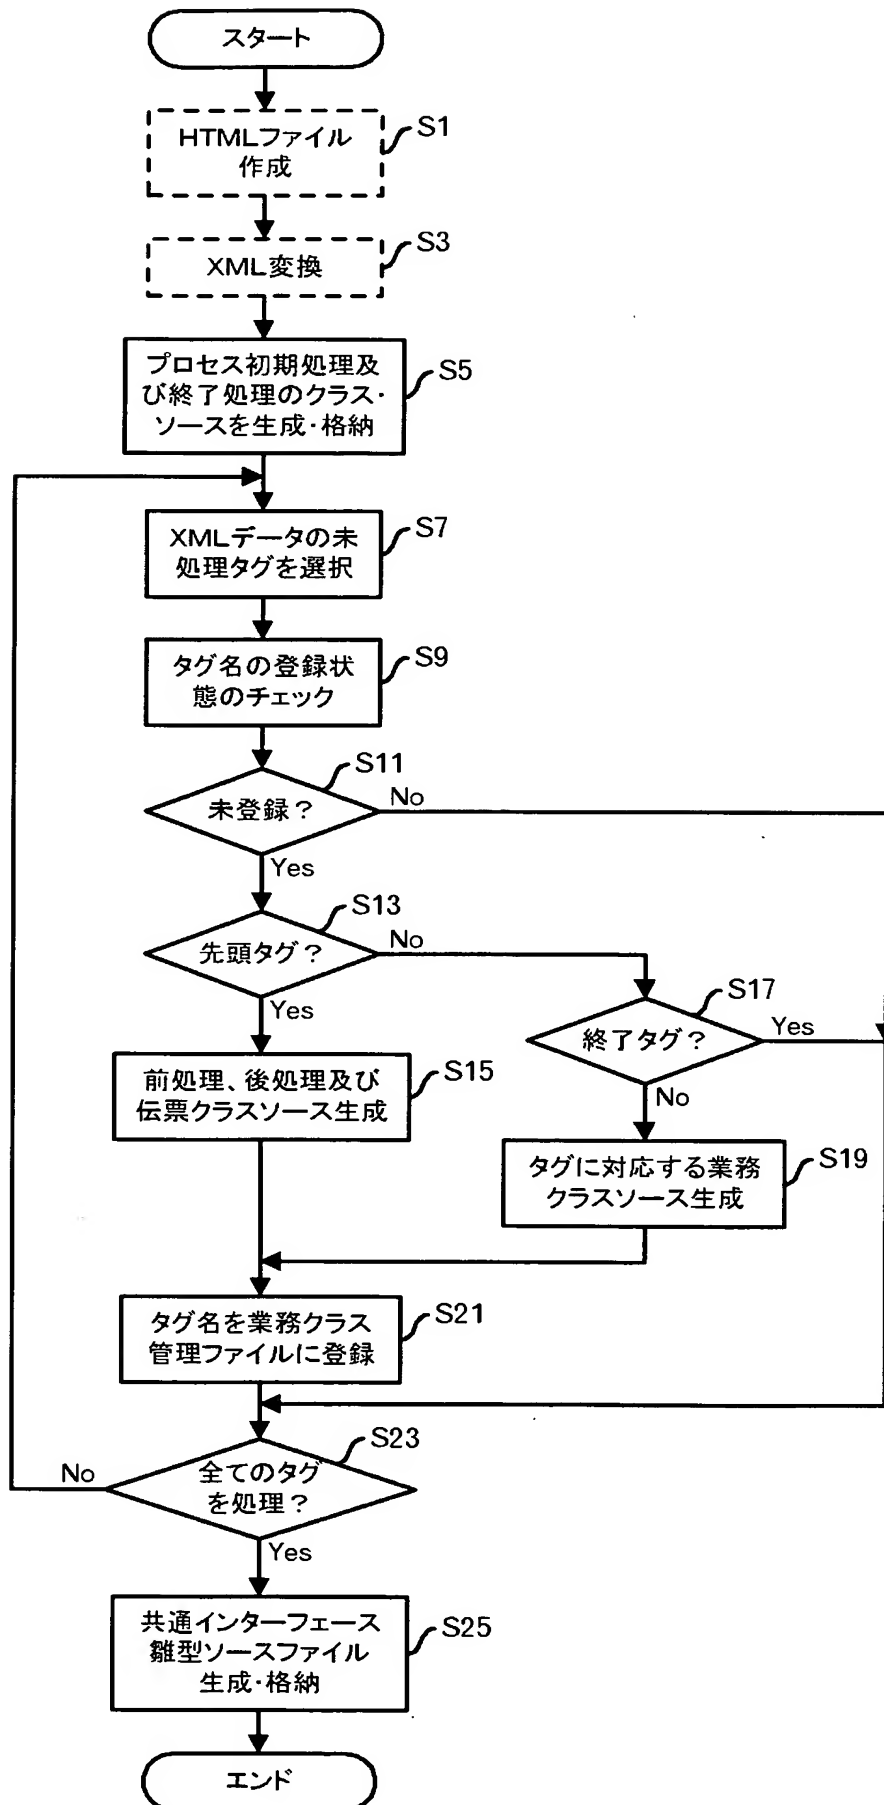 スタート
HTMLファイル
作成
S1
XML変換
S3
プロセス初期処理及
び終了処理のクラス・
ソースを生成・格納
S5
XMLデータの未
処理タグを選択
S7
タグ名の登録状
態のチェック
S9
未登録?
S11
No
Yes
先頭タグ?
S13
No
Yes
終了タグ?
S17
Yes
No
前処理、後処理及び
伝票クラスソース生成
S15
タグに対応する業務
クラスソース生成
S19
タグ名を業務クラス
管理ファイルに登録
S21
全てのタグ
を処理?
S23
No
Yes
共通インターフェース
雛型ソースファイル
生成・格納
S25
エンド